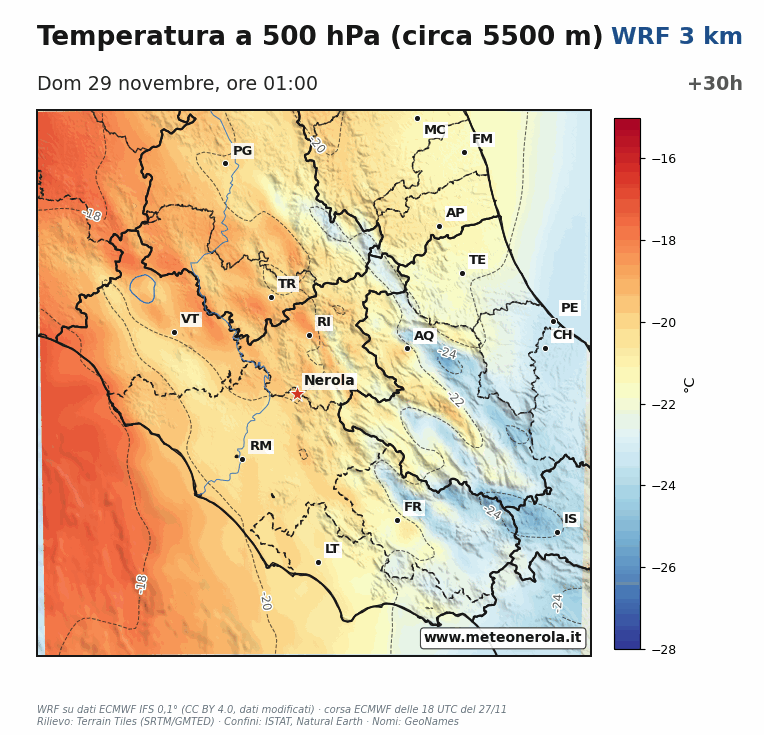 Temperatura a 500 hPa (circa 5500 m) WRF 3 km
Dom 29 novembre, ore 01:00 +30h
MC
FM
-20
PG
-18
AP
TE
TR
PE
VT
RI
AQ
CH
-24
Nerola
-22
RM
FR
-24
IS
LT
-18
-20
-24
www.meteonerola.it
−16
−18
−20
−22
−24
−26
−28
°C
WRF su dati ECMWF IFS 0,1° (CC BY 4.0, dati modificati) · corsa ECMWF delle 18 UTC del 27/11
Rilievo: Terrain Tiles (SRTM/GMTED) · Confini: ISTAT, Natural Earth · Nomi: GeoNames